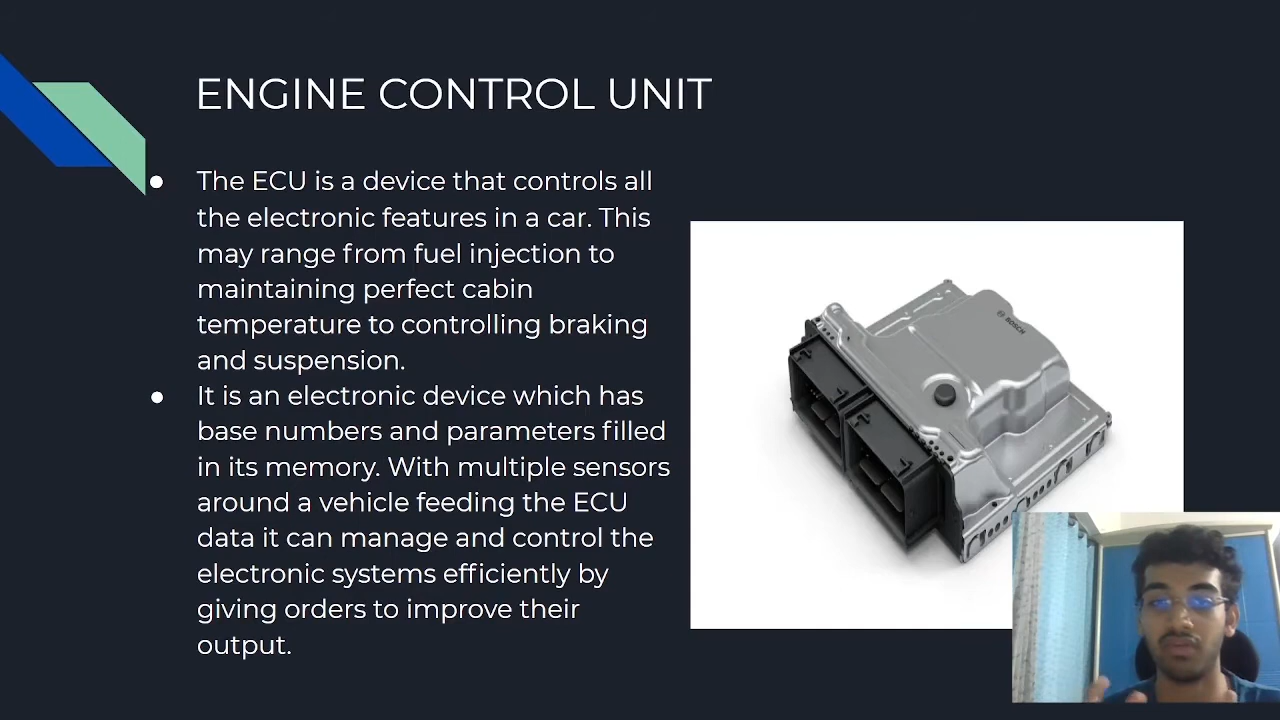 ENGINE CONTROL UNIT
The ECU is a device that controls all
the electronic features in a car. This
may range from fuel injection to
maintaining perfect cabin
temperature to controlling braking
and suspension.
It is an electronic device which has
base numbers and parameters filled
in its memory. With multiple sensors
around a vehicle feeding the ECU
data it can manage and control the
electronic systems efficiently by
giving orders to improve their
output.
BOSCH